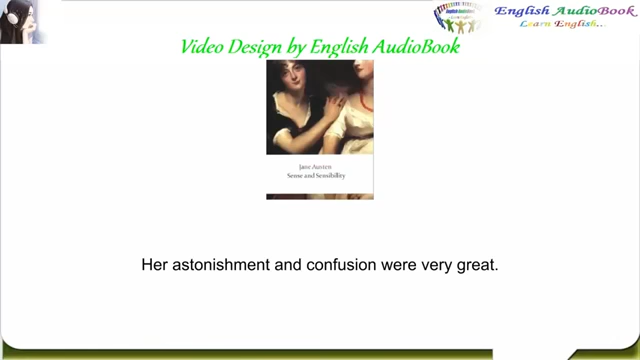 English AudioBook
Learn English...
Video Design by English AudioBook
Jane Austen
Sense and Sensibility
Her astonishment and confusion were very great.